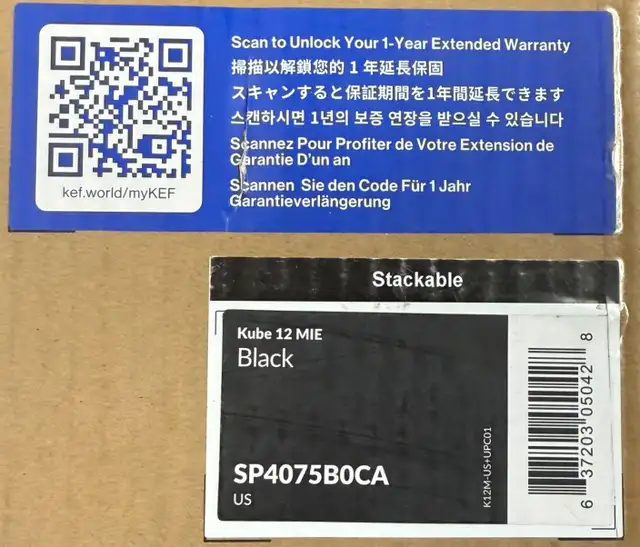 Scan to Unlock Your 1-Year Extended Warranty
掃描以解鎖您的 1 年延長保固
スキャンすると保証期間を1年間延長できます
스캔하시면 1년의 보증 연장을 받으실 수 있습니다
Scannez Pour Profiter de Votre Extension de
Garantie D'un an
Scannen Sie den Code Für 1 Jahr
Garantieverlängerung
kef.world/myKEF
Stackable
Kube 12 MIE
Black
SP4075B0CA
US
K12M-US+UPC01
6 37203 05042 8